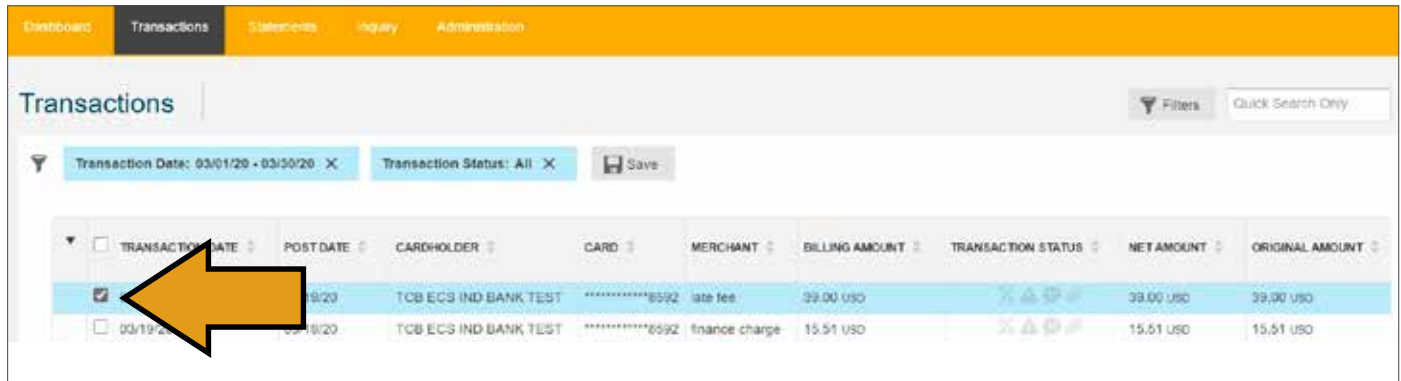 Dashboard Transactions Statements Inquiry Administration
Transactions
Filters Quick Search Only
Transaction Date: 03/01/20 - 03/30/20 X Transaction Status: All X Save
TRANSACTION DATE POST DATE CARDHOLDER CARD MERCHANT BILLING AMOUNT TRANSACTION STATUS NET AMOUNT ORIGINAL AMOUNT
TCB ECS IND BANK TEST ************8592 late fee 39.00 USD 39.00 USD 39.00 USD
TCB ECS IND BANK TEST ************8592 finance charge 15.51 USD 15.51 USD 15.51 USD